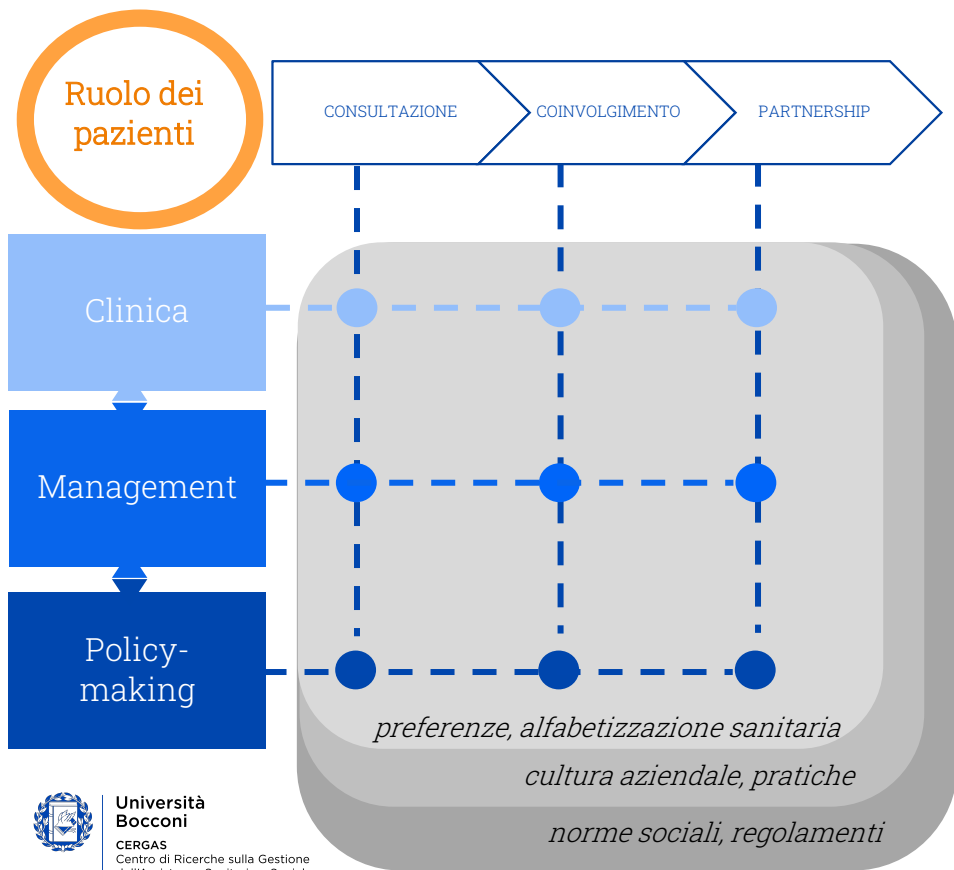 Ruolo dei
pazienti
CONSULTAZIONE
COINVOLGIMENTO
PARTNERSHIP
Clinica
Management
Policy-
making
preferenze, alfabetizzazione sanitaria
cultura aziendale, pratiche
norme sociali, regolamenti
Università
Bocconi
CERGAS
Centro di Ricerche sulla Gestione